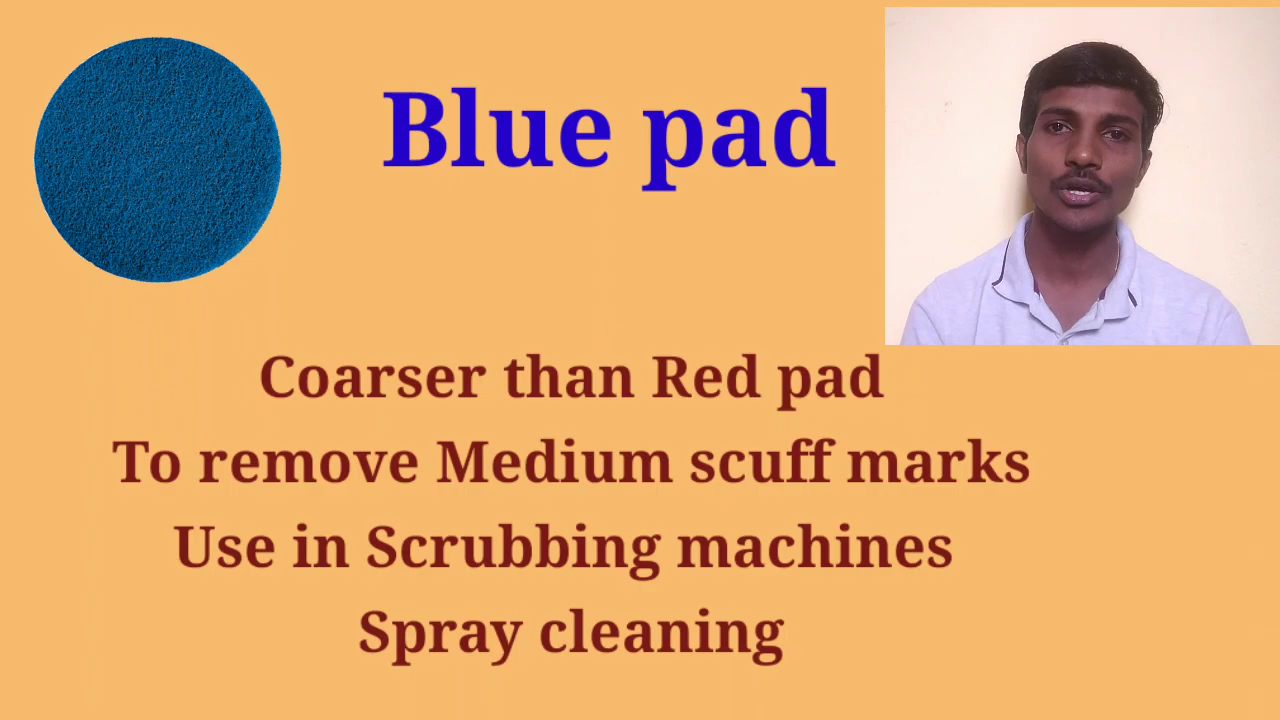 Blue pad
Coarser than Red pad
To remove Medium scuff marks
Use in Scrubbing machines
Spray cleaning